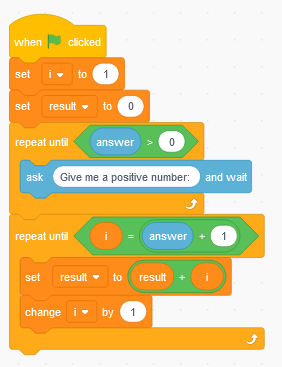 when clicked
set i to 1
set result to 0
repeat until answer > 0
ask Give me a positive number: and wait
repeat until i = answer + 1
set result to result + i
change i by 1